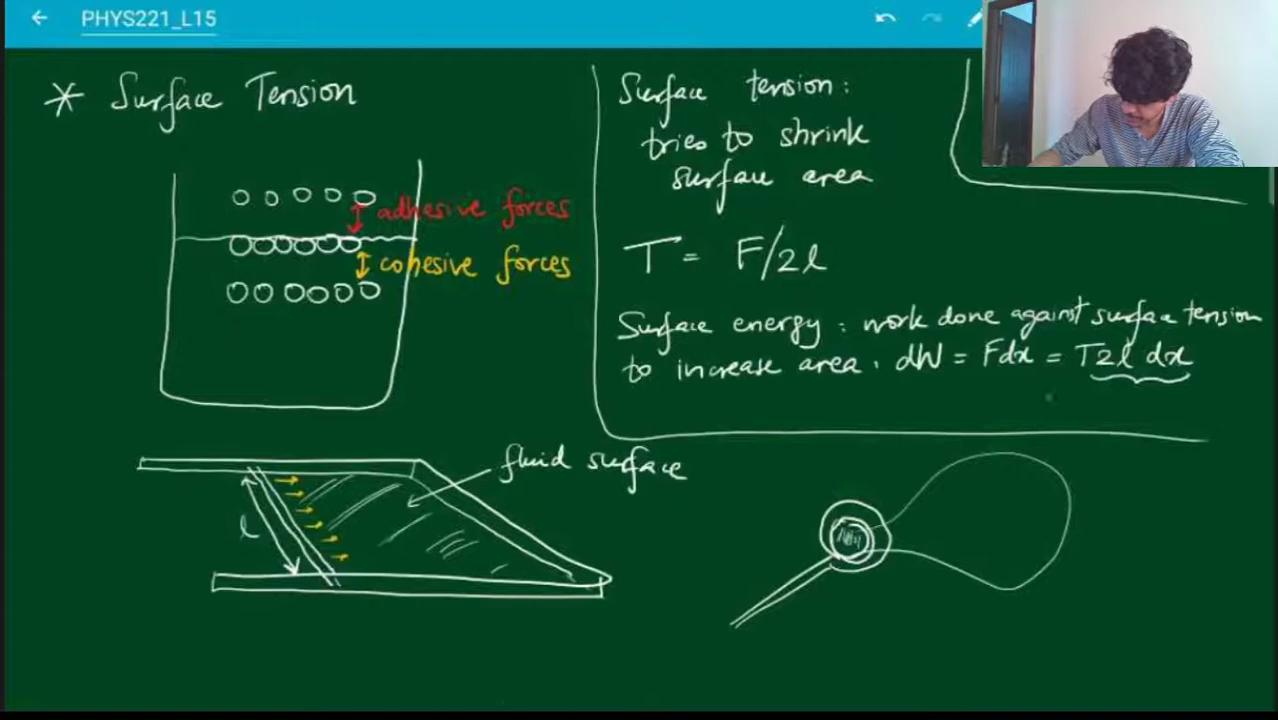 PHYS221_L15
* Surface Tension
adhesive forces
cohesive forces
Surface tension:
tries to shrink
surface area
T = F/2l
Surface energy: work done against surface tension
to increase area. dW = Fdx = T2l dx
fluid surface
l